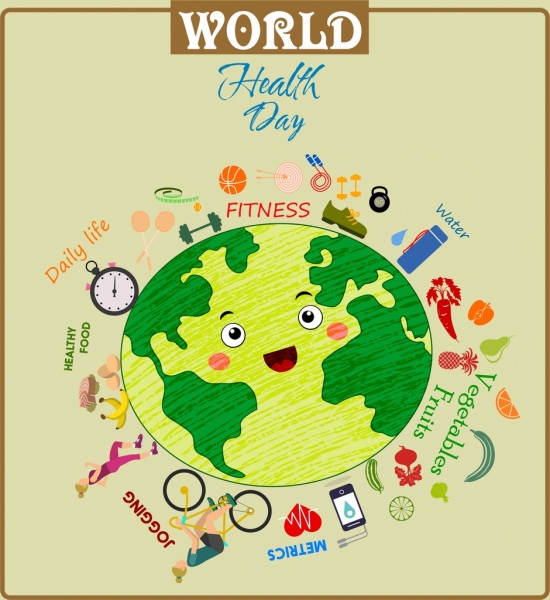 WORLD
Health
Day
FITNESS
Water
Daily life
HEALTHY
FOOD
Vegetables
Fruits
JOGGING
METRICS